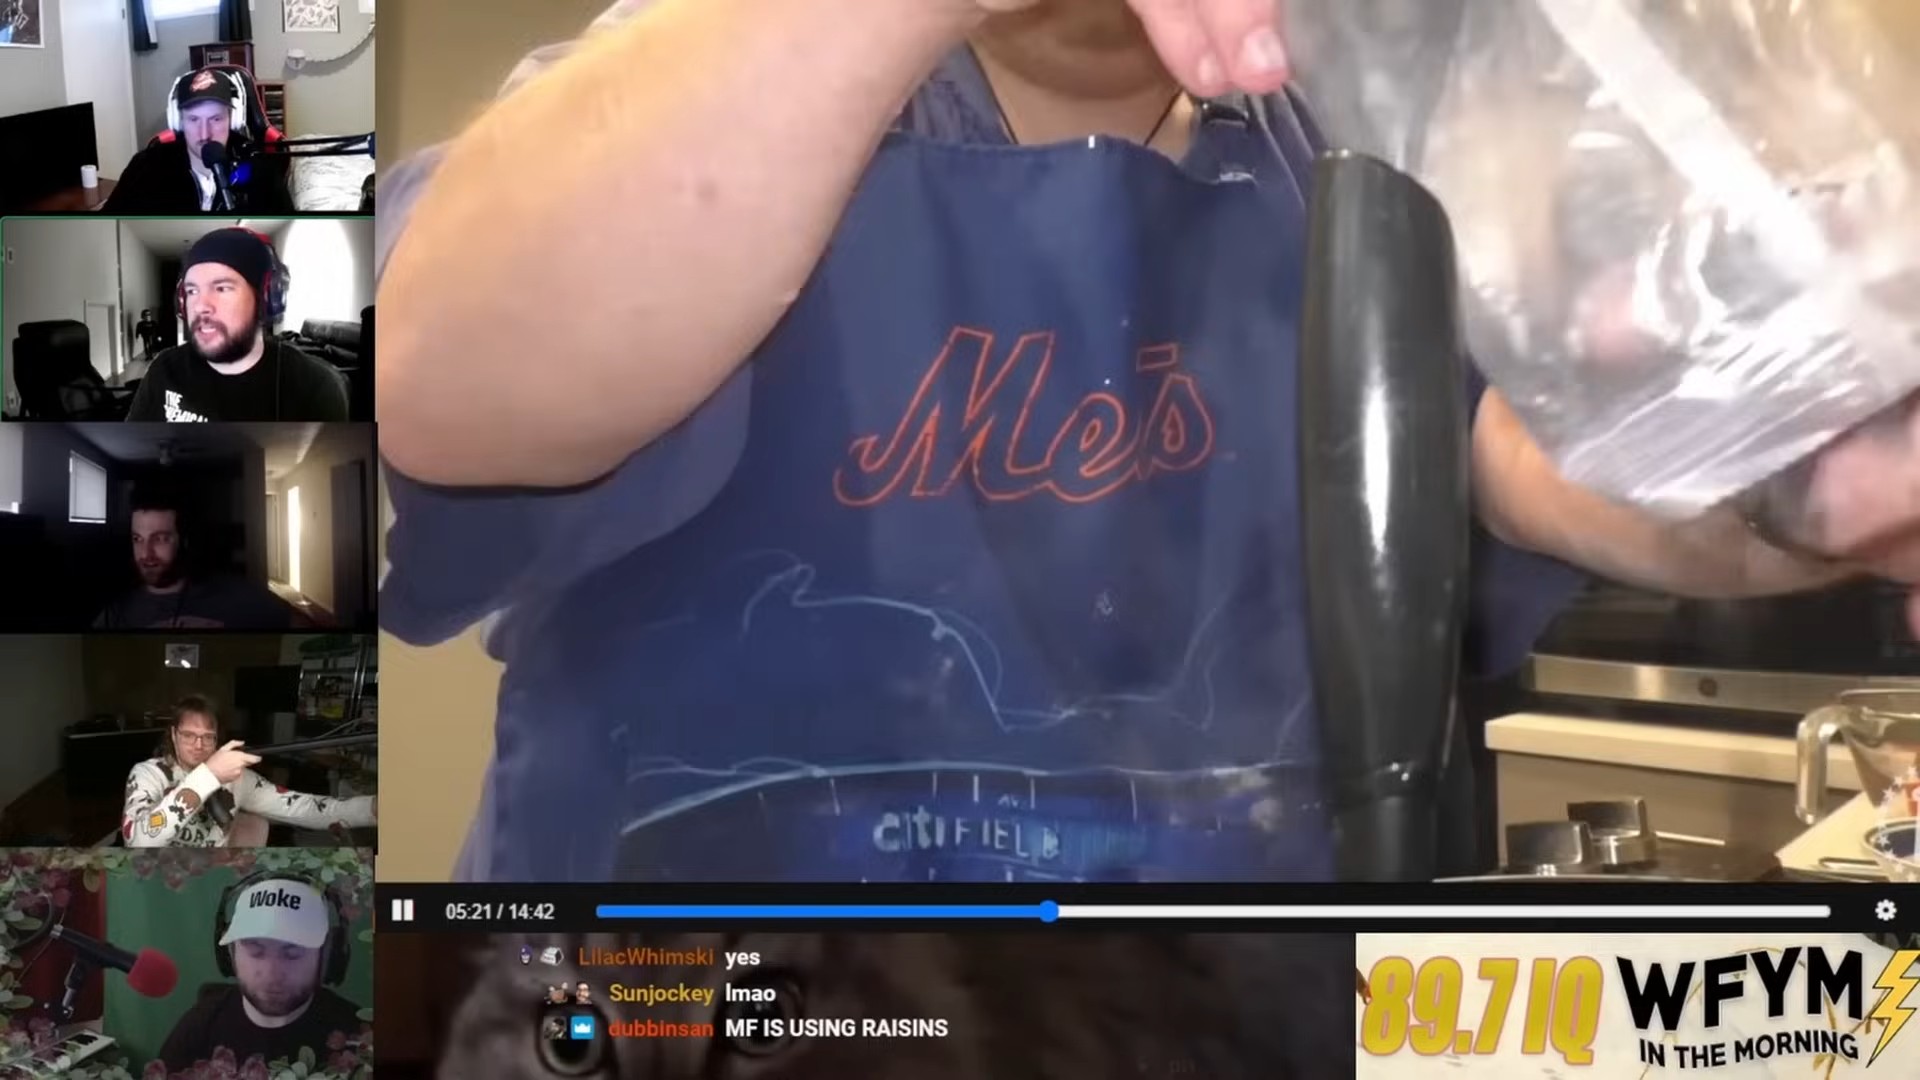 Mets
citi FIELD
05:21 / 14:42
THE
Woke
LilacWhimski yes
Sunjockey lmao
dubbinsan MF IS USING RAISINS
89.7 IQ
WFYM
IN THE MORNING